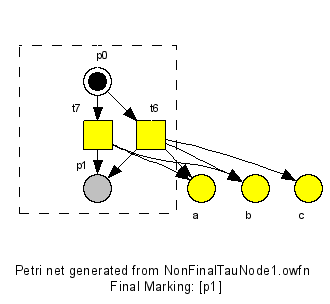 p0
t7
t6
p1
a
b
c
Petri net generated from NonFinalTauNode1.owfn
Final Marking: [p1]